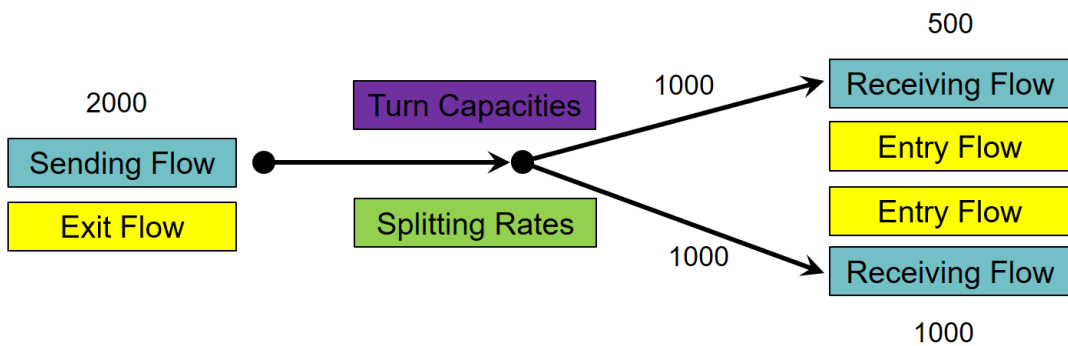 500
1000
Receiving Flow
2000
Turn Capacities
Sending Flow
Entry Flow
Exit Flow
Splitting Rates
Entry Flow
1000
Receiving Flow
1000